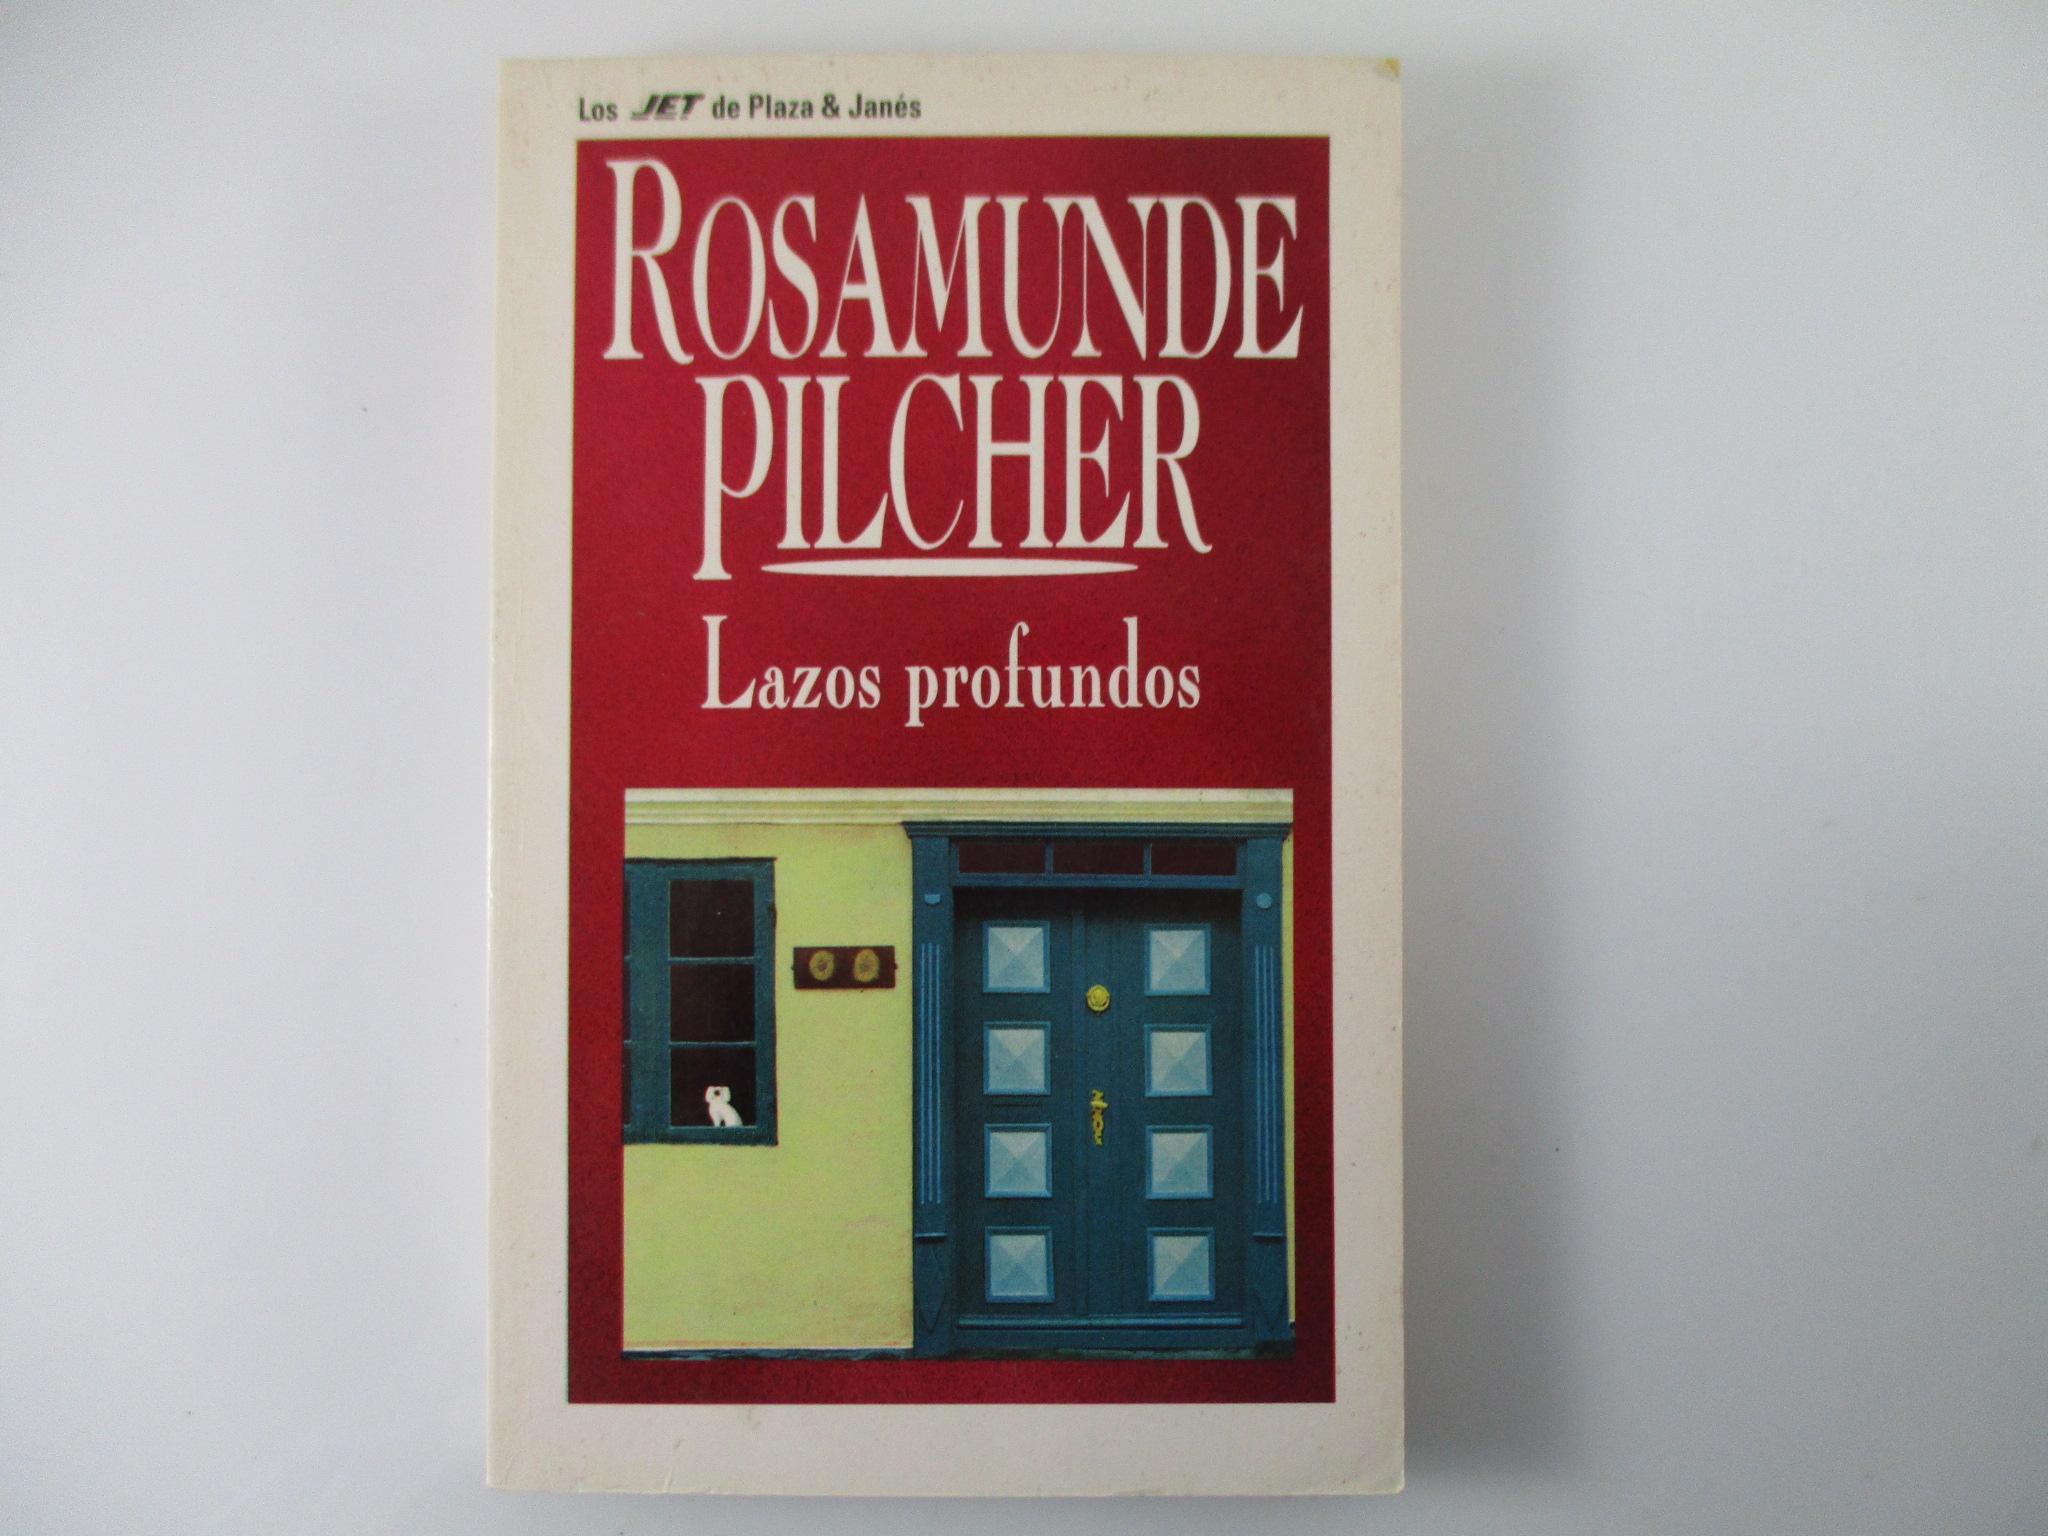 Los JET de Plaza & Janés
ROSAMUNDE
PILCHER
Lazos profundos